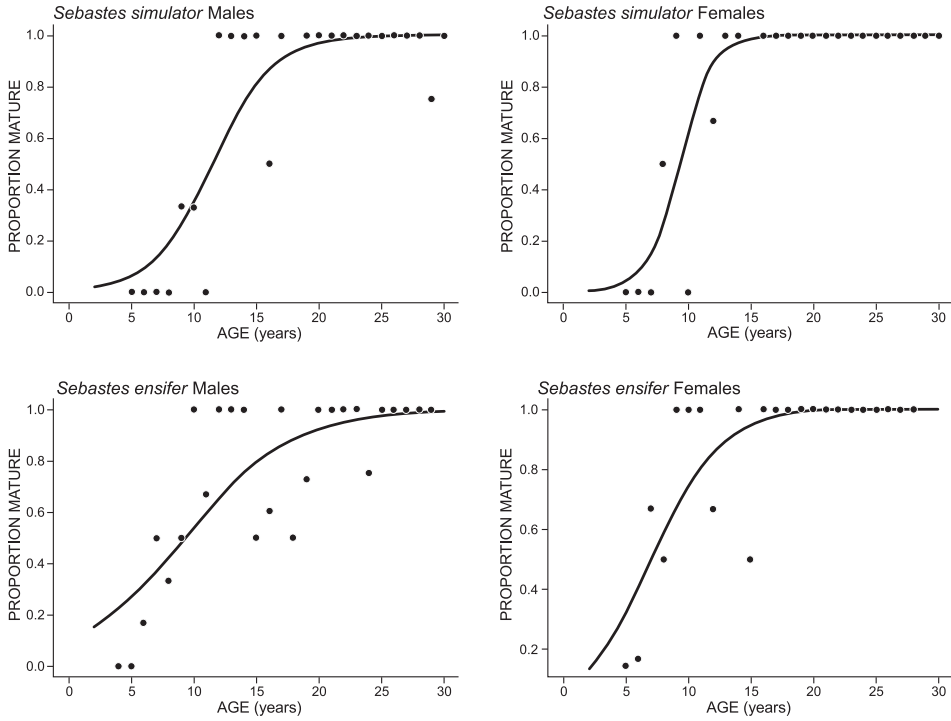 Sebastes simulator Males
1.0
0.8
0.6
0.4
0.2
0.0
PROPORTION MATURE
0 5 10 15 20 25 30
AGE (years)
Sebastes simulator Females
1.0
0.8
0.6
0.4
0.2
0.0
PROPORTION MATURE
0 5 10 15 20 25 30
AGE (years)
Sebastes ensifer Males
1.0
0.8
0.6
0.4
0.2
0.0
PROPORTION MATURE
0 5 10 15 20 25 30
AGE (years)
Sebastes ensifer Females
1.0
0.8
0.6
0.4
0.2
PROPORTION MATURE
0 5 10 15 20 25 30
AGE (years)